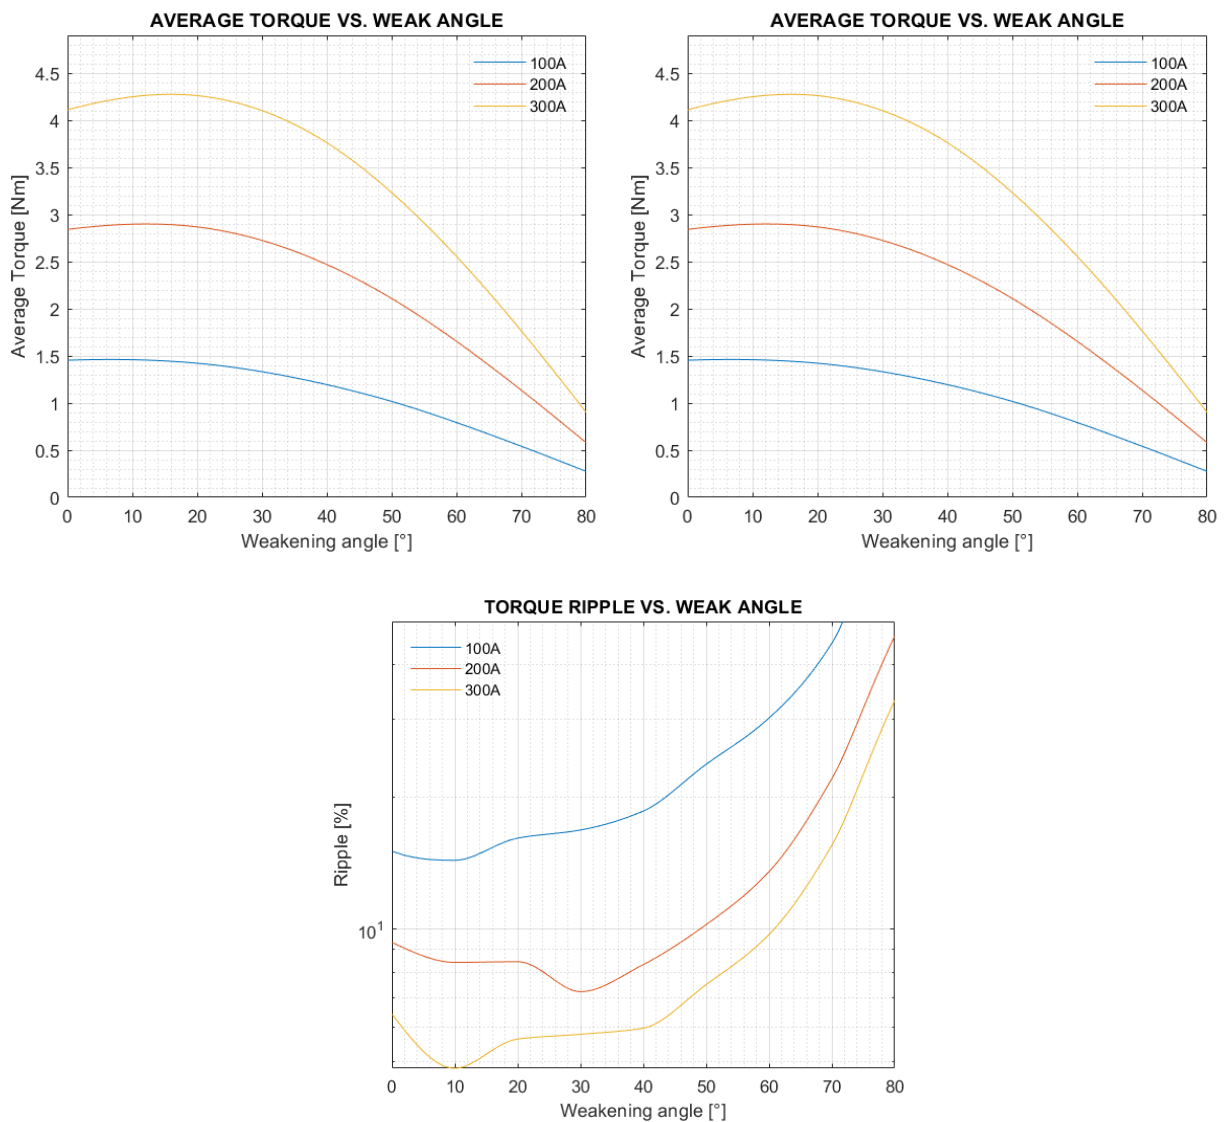 AVERAGE TORQUE VS. WEAK ANGLE
100A
200A
300A
4.5
4
3.5
3
2.5
2
1.5
1
0.5
0
Average Torque [Nm]
0 10 20 30 40 50 60 70 80
Weakening angle [°]
AVERAGE TORQUE VS. WEAK ANGLE
100A
200A
300A
4.5
4
3.5
3
2.5
2
1.5
1
0.5
0
Average Torque [Nm]
0 10 20 30 40 50 60 70 80
Weakening angle [°]
TORQUE RIPPLE VS. WEAK ANGLE
100A
200A
300A
Ripple [%]
10¹
0 10 20 30 40 50 60 70 80
Weakening angle [°]